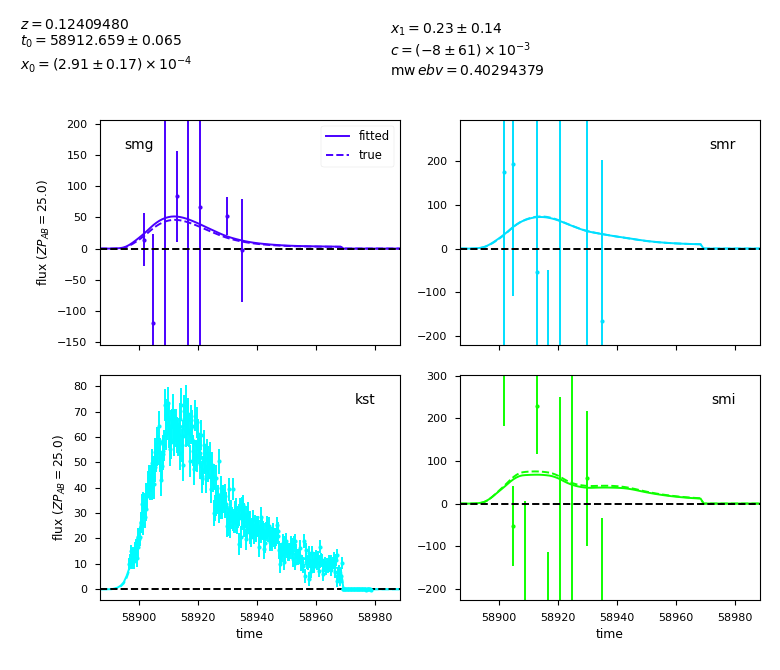 z = 0.12409480
t₀ = 58912.659 ± 0.065
x₀ = (2.91 ± 0.17) × 10⁻⁴
x₁ = 0.23 ± 0.14
c = (−8 ± 61) × 10⁻³
mw ebv = 0.40294379
200
150
100
50
0
−50
−100
−150
flux (ZP_AB = 25.0)
smg
fitted
true
200
100
0
−100
−200
smr
80
70
60
50
40
30
20
10
0
flux (ZP_AB = 25.0)
kst
58900 58920 58940 58960 58980
time
300
200
100
0
−100
−200
smi
58900 58920 58940 58960 58980
time